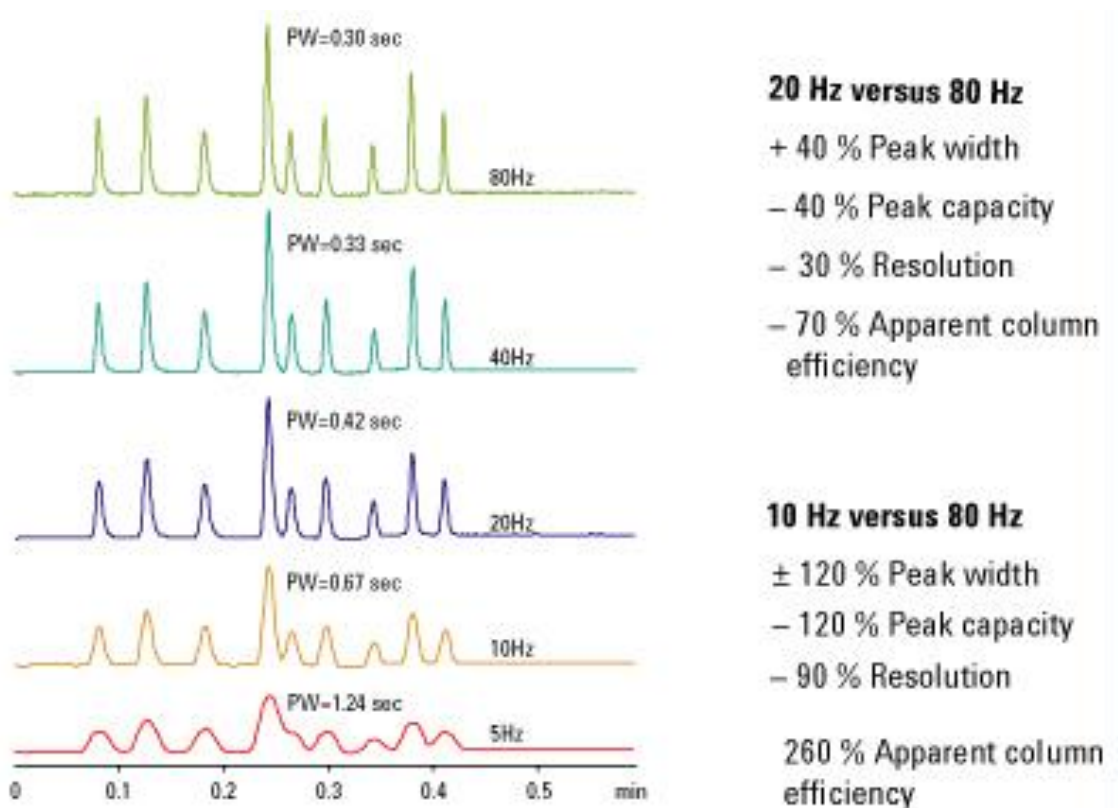 PW=0.30 sec
80Hz
PW=0.33 sec
40Hz
PW=0.42 sec
20Hz
PW=0.67 sec
10Hz
PW=1.24 sec
5Hz
0 0.1 0.2 0.3 0.4 0.5 min
20 Hz versus 80 Hz
+ 40 % Peak width
– 40 % Peak capacity
– 30 % Resolution
– 70 % Apparent column
efficiency
10 Hz versus 80 Hz
± 120 % Peak width
– 120 % Peak capacity
– 90 % Resolution
260 % Apparent column
efficiency